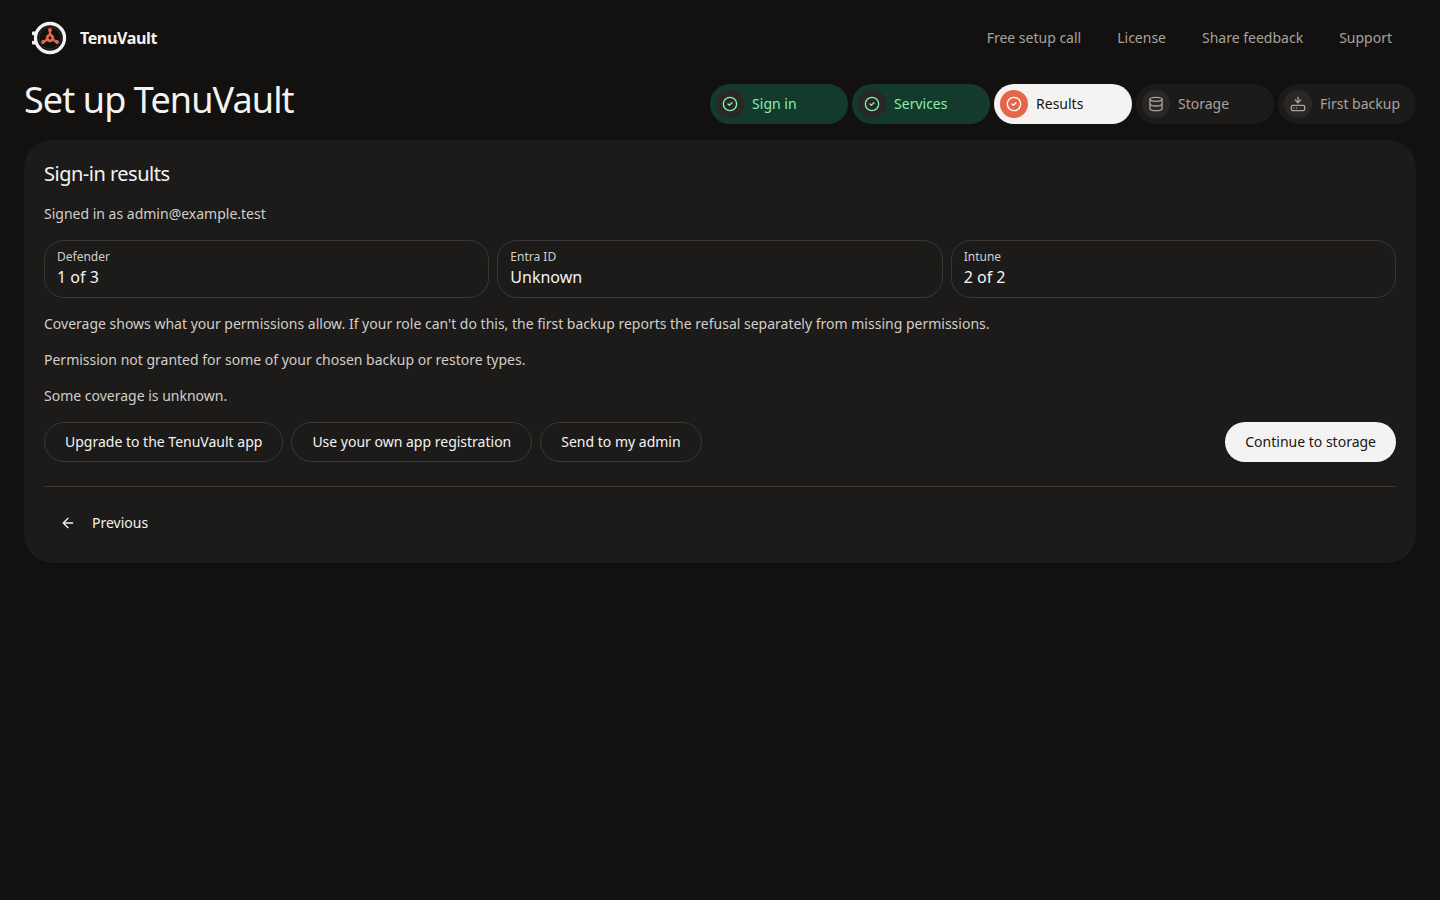 TenuVault
Free setup call
License
Share feedback
Support
Set up TenuVault
Sign in
Services
Results
Storage
First backup
Sign-in results
Signed in as admin@example.test
Defender
1 of 3
Entra ID
Unknown
Intune
2 of 2
Coverage shows what your permissions allow. If your role can't do this, the first backup reports the refusal separately from missing permissions.
Permission not granted for some of your chosen backup or restore types.
Some coverage is unknown.
Upgrade to the TenuVault app
Use your own app registration
Send to my admin
Continue to storage
Previous